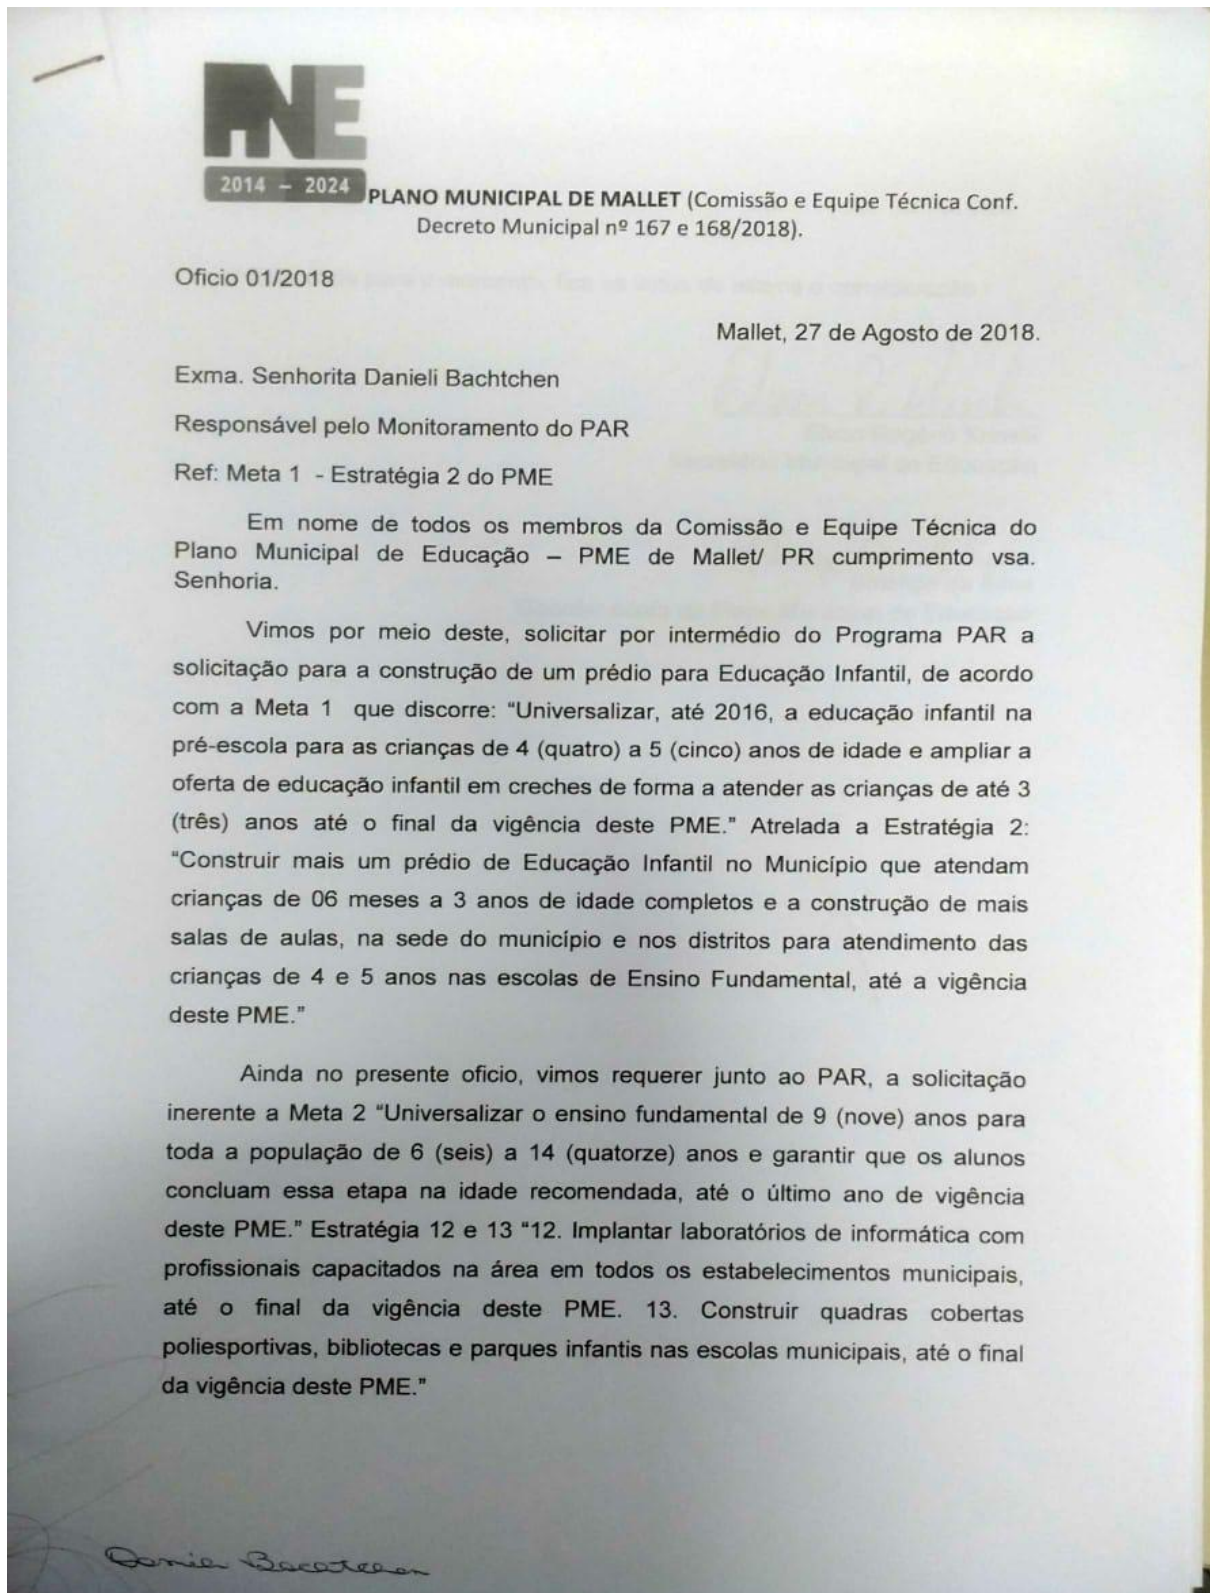 PNE
2014 – 2024
PLANO MUNICIPAL DE MALLET (Comissão e Equipe Técnica Conf.
Decreto Municipal nº 167 e 168/2018).
Oficio 01/2018
Mallet, 27 de Agosto de 2018.
Exma. Senhorita Danieli Bachtchen
Responsável pelo Monitoramento do PAR
Ref: Meta 1 - Estratégia 2 do PME
Em nome de todos os membros da Comissão e Equipe Técnica do
Plano Municipal de Educação – PME de Mallet/ PR cumprimento vsa.
Senhoria.
Vimos por meio deste, solicitar por intermédio do Programa PAR a
solicitação para a construção de um prédio para Educação Infantil, de acordo
com a Meta 1 que discorre: “Universalizar, até 2016, a educação infantil na
pré-escola para as crianças de 4 (quatro) a 5 (cinco) anos de idade e ampliar a
oferta de educação infantil em creches de forma a atender as crianças de até 3
(três) anos até o final da vigência deste PME.” Atrelada a Estratégia 2:
“Construir mais um prédio de Educação Infantil no Município que atendam
crianças de 06 meses a 3 anos de idade completos e a construção de mais
salas de aulas, na sede do município e nos distritos para atendimento das
crianças de 4 e 5 anos nas escolas de Ensino Fundamental, até a vigência
deste PME.”
Ainda no presente oficio, vimos requerer junto ao PAR, a solicitação
inerente a Meta 2 “Universalizar o ensino fundamental de 9 (nove) anos para
toda a população de 6 (seis) a 14 (quatorze) anos e garantir que os alunos
concluam essa etapa na idade recomendada, até o último ano de vigência
deste PME.” Estratégia 12 e 13 “12. Implantar laboratórios de informática com
profissionais capacitados na área em todos os estabelecimentos municipais,
até o final da vigência deste PME. 13. Construir quadras cobertas
poliesportivas, bibliotecas e parques infantis nas escolas municipais, até o final
da vigência deste PME.”